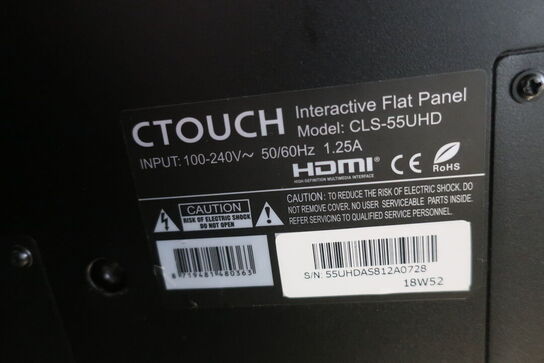 CTOUCH Interactive Flat Panel
Model: CLS-55UHD
INPUT: 100-240V~ 50/60Hz 1.25A
HDMI
HIGH-DEFINITION MULTIMEDIA INTERFACE
CE
RoHS
CAUTION
RISK OF ELECTRIC SHOCK
DO NOT OPEN
CAUTION: TO REDUCE THE RISK OF ELECTRIC SHOCK. DO
NOT REMOVE COVER. NO USER SERVICEABLE PARTS INSIDE.
REFER SERVICING TO QUALIFIED SERVICE PERSONNEL.
8719481480363
S/N: 55UHDAS812A0728
18W52